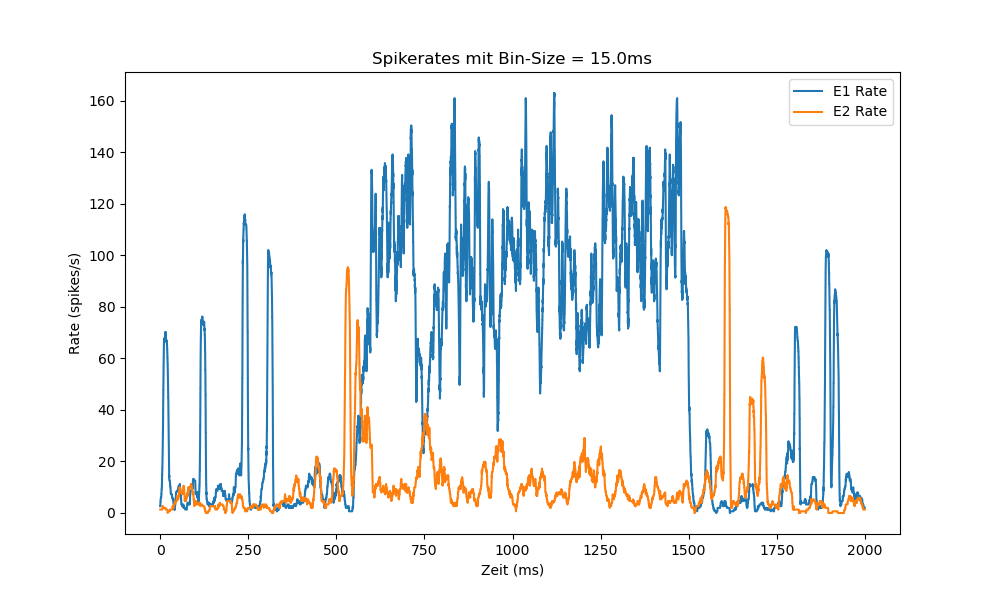 Spikerates mit Bin-Size = 15.0ms
E1 Rate
E2 Rate
160
140
120
100
80
60
40
20
0
Rate (spikes/s)
0 250 500 750 1000 1250 1500 1750 2000
Zeit (ms)